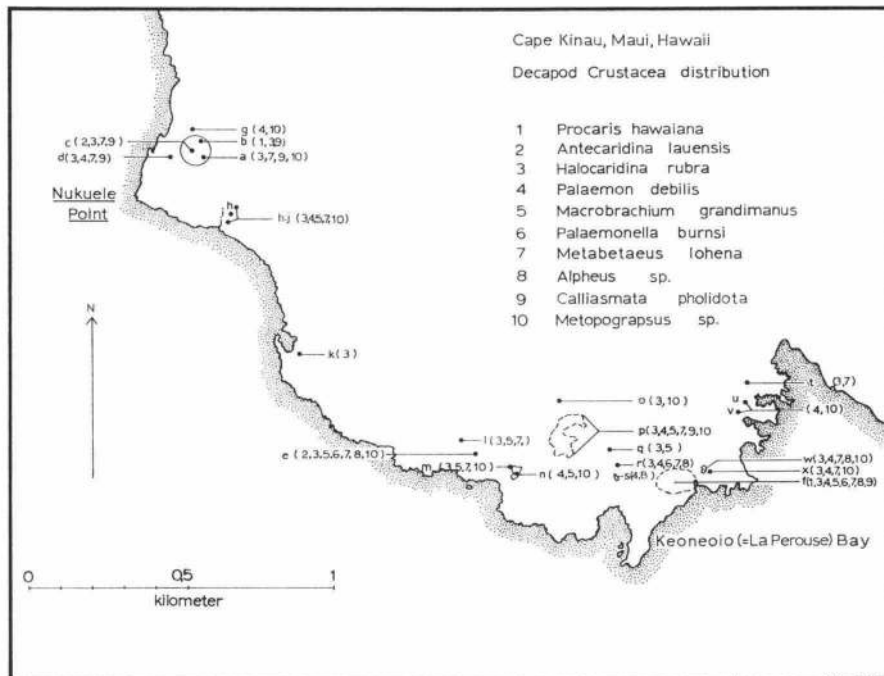 Cape Kinau, Maui, Hawaii
Decapod Crustacea distribution
1 Procaris hawaiana
2 Antecaridina lauensis
3 Halocaridina rubra
4 Palaemon debilis
5 Macrobrachium grandimanus
6 Palaemonella burnsi
7 Metabetaeus lohena
8 Alpheus sp.
9 Calliasmata pholidota
10 Metopograpsus sp.
g (4,10)
c (2,3,7,9)
b (1,3,9)
d (3,4,7,9)
a (3,7,9,10)
Nukuele
Point
h
i
h-j (3,4,5,7,10)
N
k (3)
t (3,7)
o (3,10)
u
v
(4,10)
p (3,4,5,7,9,10
l (3,5,7,)
q (3,5)
e (2,3,5,6,7,8,10)
r (3,4,6,7,8)
w (3,4,7,8,10)
m (3,5,7,10)
x (3,4,7,10)
n (4,5,10)
s (4,8)
f (1,3,4,5,6,7,8,9)
Keoneoio (=La Perouse) Bay
0 0,5 1
kilometer